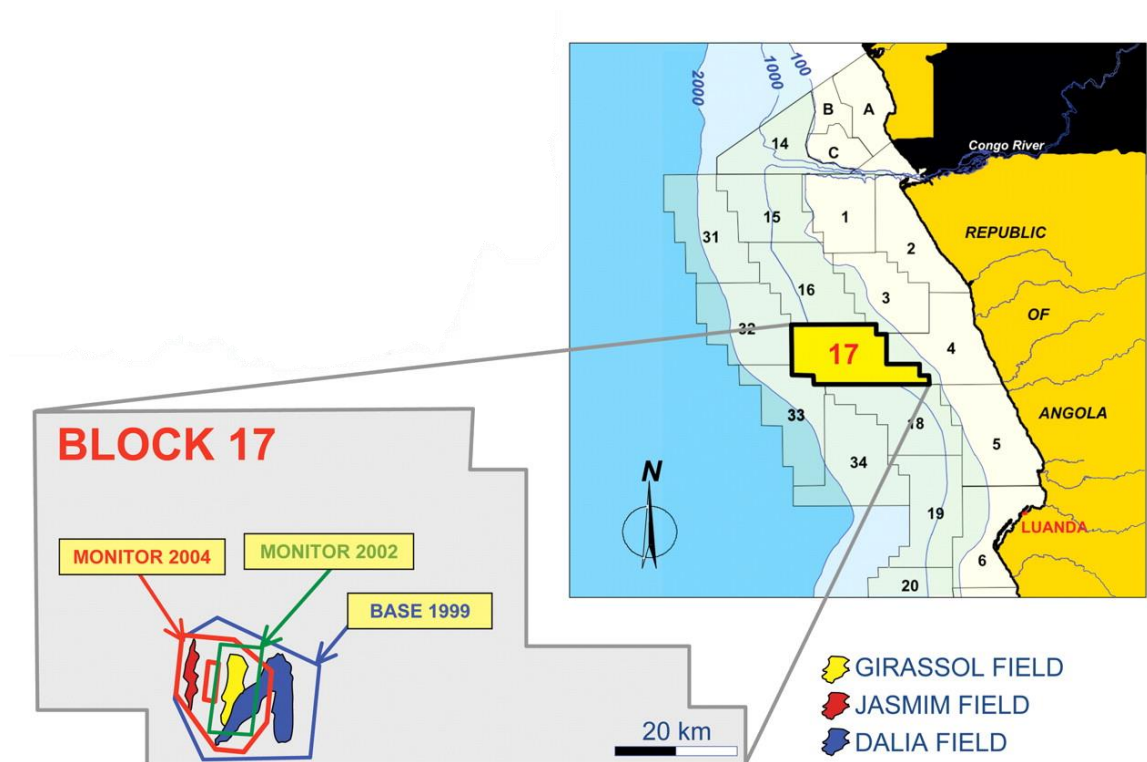 2000
1000
100
B
A
C
14
Congo River
15
1
31
2
REPUBLIC
16
3
OF
32
17
4
ANGOLA
33
18
5
34
N
19
LUANDA
6
20
BLOCK 17
MONITOR 2004
MONITOR 2002
BASE 1999
20 km
GIRASSOL FIELD
JASMIM FIELD
DALIA FIELD